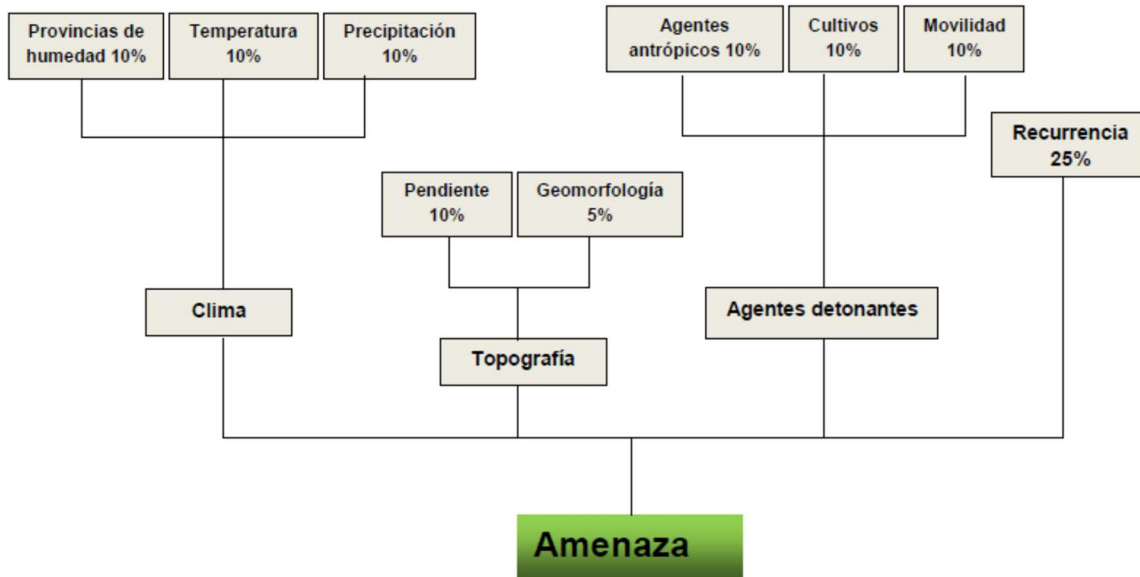 Provincias de
humedad 10%
Temperatura
10%
Precipitación
10%
Agentes
antrópicos 10%
Cultivos
10%
Movilidad
10%
Recurrencia
25%
Pendiente
10%
Geomorfología
5%
Clima
Agentes detonantes
Topografía
Amenaza